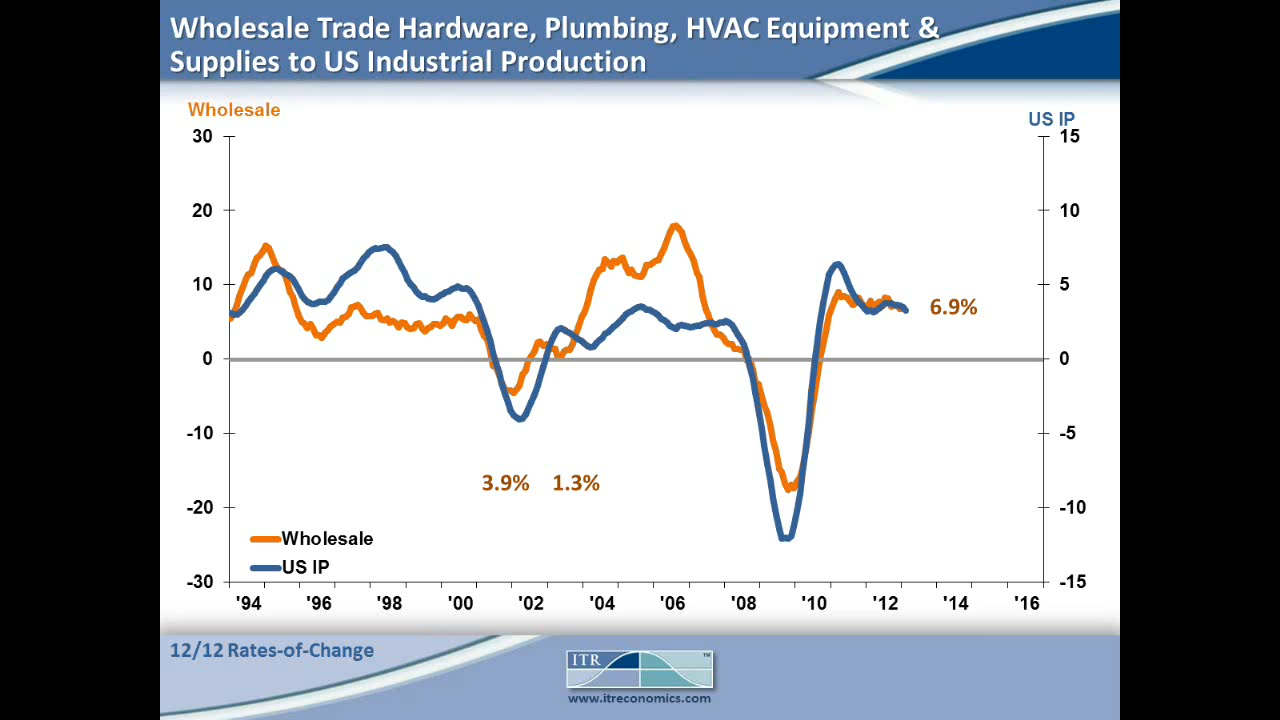 Wholesale Trade Hardware, Plumbing, HVAC Equipment &
Supplies to US Industrial Production
Wholesale
US IP
30
15
20
10
10
5
6.9%
0
0
-10
-5
3.9%
1.3%
-20
-10
Wholesale
US IP
-30
-15
'94
'96
'98
'00
'02
'04
'06
'08
'10
'12
'14
'16
12/12 Rates-of-Change
ITR
TM
www.itreconomics.com